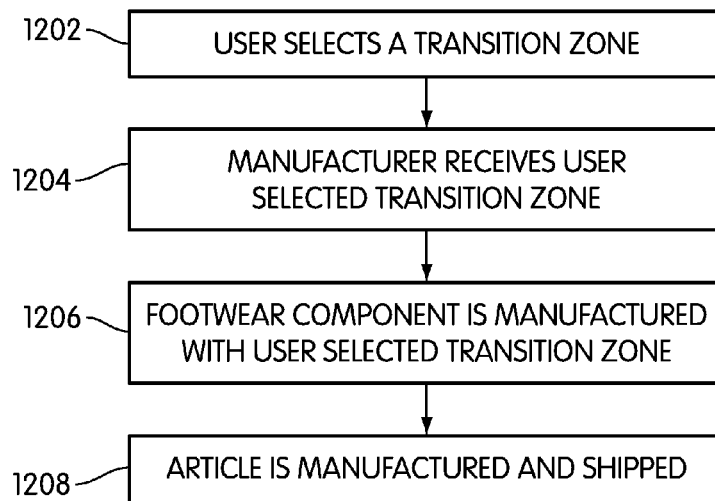 1202
USER SELECTS A TRANSITION ZONE
1204
MANUFACTURER RECEIVES USER
SELECTED TRANSITION ZONE
1206
FOOTWEAR COMPONENT IS MANUFACTURED
WITH USER SELECTED TRANSITION ZONE
1208
ARTICLE IS MANUFACTURED AND SHIPPED